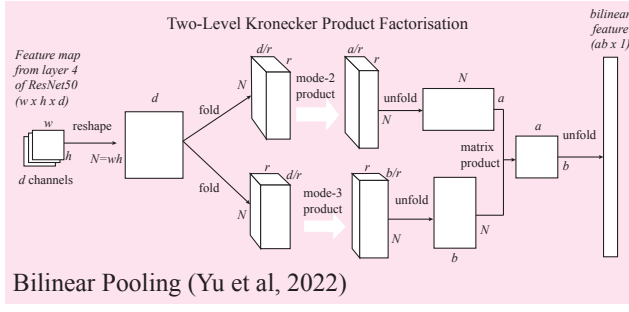 Two-Level Kronecker Product Factorisation
bilinear
feature
(ab x 1)
Feature map
from layer 4
of ResNet50
(w x h x d)
w
h
d channels
reshape
N=wh
d
fold
fold
d/r
r
N
mode-2
product
a/r
r
N
unfold
N
a
r
d/r
N
mode-3
product
r
b/r
N
unfold
N
b
matrix
product
a
b
unfold
Bilinear Pooling (Yu et al, 2022)